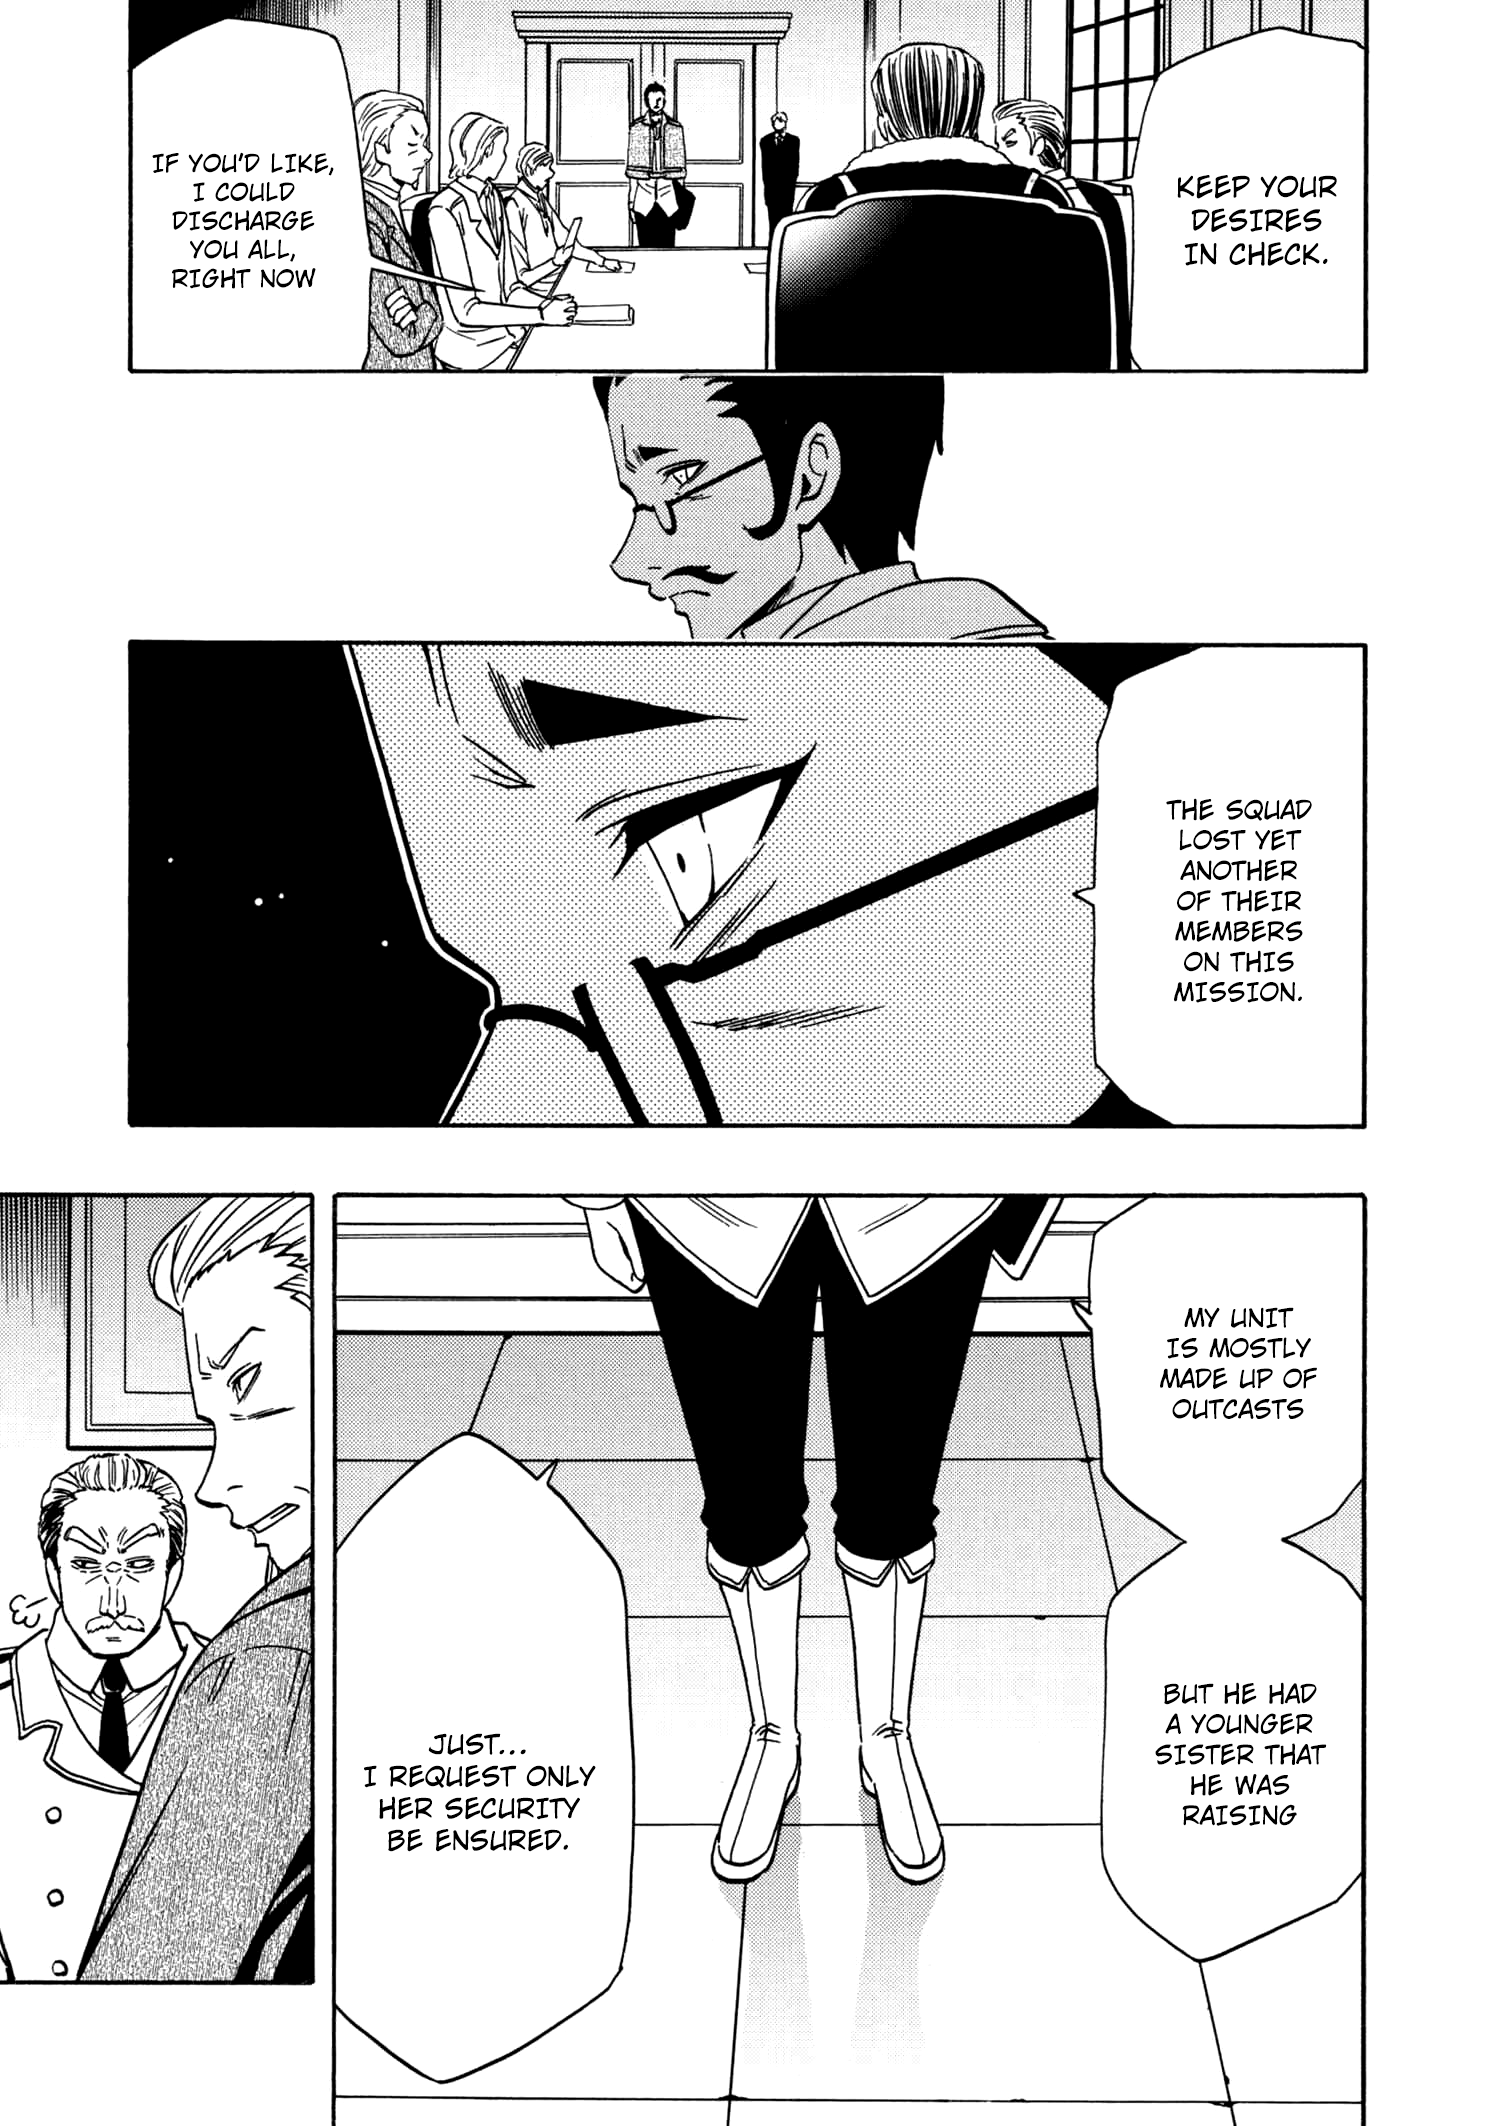 KEEP YOUR
DESIRES
IN CHECK.
IF YOU'D LIKE,
I COULD
DISCHARGE
YOU ALL,
RIGHT NOW
THE SQUAD
LOST YET
ANOTHER
OF THEIR
MEMBERS
ON THIS
MISSION.
MY UNIT
IS MOSTLY
MADE UP OF
OUTCASTS
BUT HE HAD
A YOUNGER
SISTER THAT
HE WAS
RAISING
JUST...
I REQUEST ONLY
HER SECURITY
BE ENSURED.